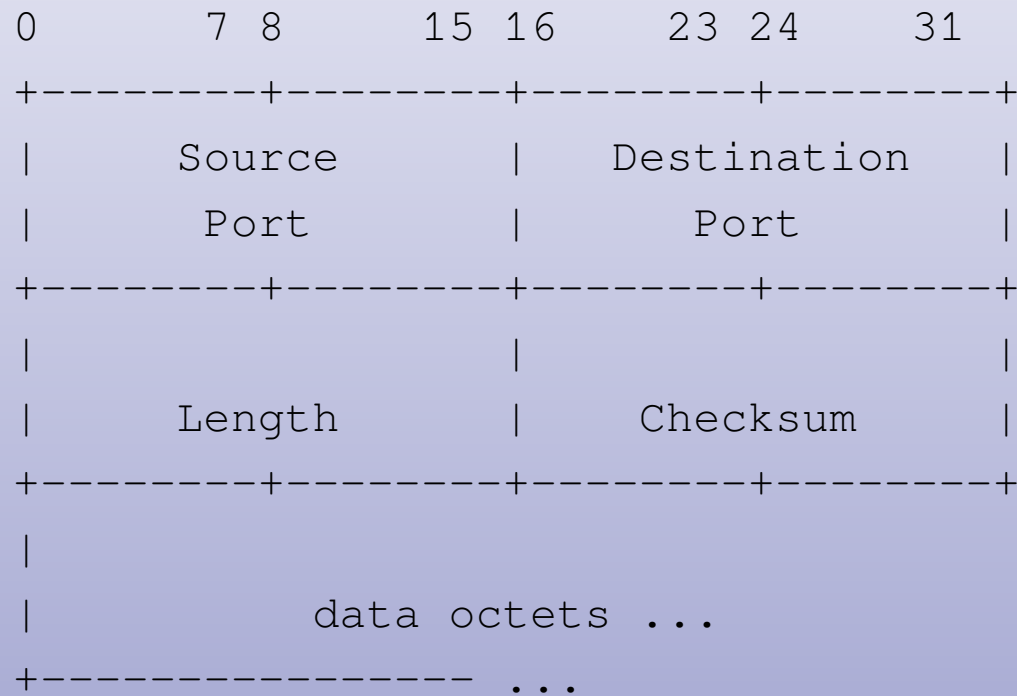 0      7 8     15 16    23 24    31
+--------+--------+--------+--------+
|     Source      |   Destination   |
|      Port       |      Port       |
+--------+--------+--------+--------+
|                 |                 |
|     Length      |    Checksum     |
+--------+--------+--------+--------+
|
|          data octets ...
+---------------- ...